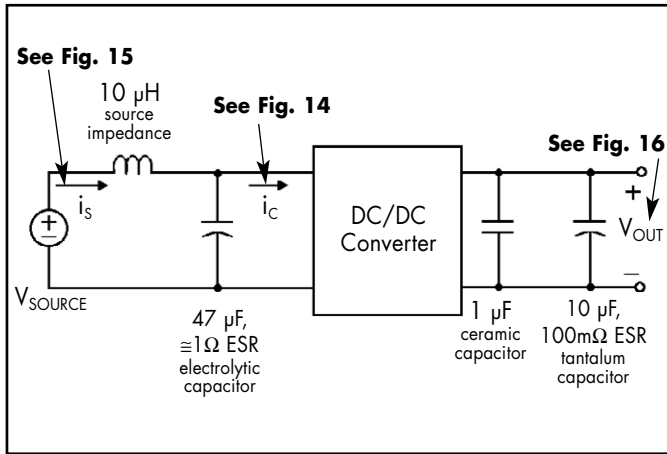 See Fig. 15
10 µH
source
impedance
See Fig. 14
See Fig. 16
iS
iC
DC/DC
Converter
+
VOUT
–
+
–
VSOURCE
47 µF,
≅1Ω ESR
electrolytic
capacitor
1 µF
ceramic
capacitor
10 µF,
100mΩ ESR
tantalum
capacitor